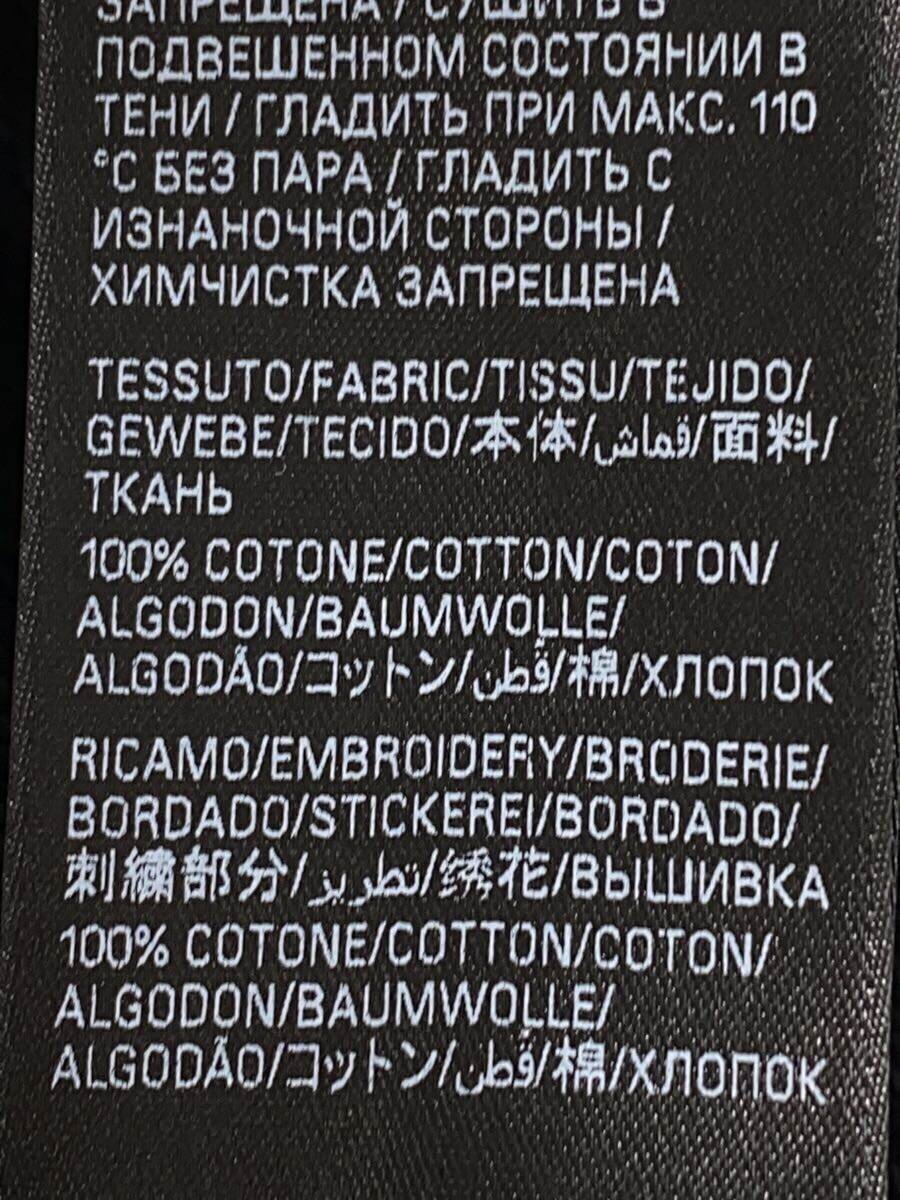 ЗАПРЕЩЕНА / СУШИТЬ В
ПОДВЕШЕННОМ СОСТОЯНИИ В
ТЕНИ / ГЛАДИТЬ ПРИ МАКС. 110
°C БЕЗ ПАРА / ГЛАДИТЬ С
ИЗНАНОЧНОЙ СТОРОНЫ /
ХИМЧИСТКА ЗАПРЕЩЕНА
TESSUTO/FABRIC/TISSU/TEJIDO/
GEWEBE/TECIDO/本体/قماش/面料/
ТКАНЬ
100% COTONE/COTTON/COTON/
ALGODON/BAUMWOLLE/
ALGODÃO/コットン/قطن/棉/ХЛОПОК
RICAMO/EMBROIDERY/BRODERIE/
BORDADO/STICKEREI/BORDADO/
刺繍部分/تطريز/绣花/ВЫШИВКА
100% COTONE/COTTON/COTON/
ALGODON/BAUMWOLLE/
ALGODÃO/コットン/قطن/棉/ХЛОПОК